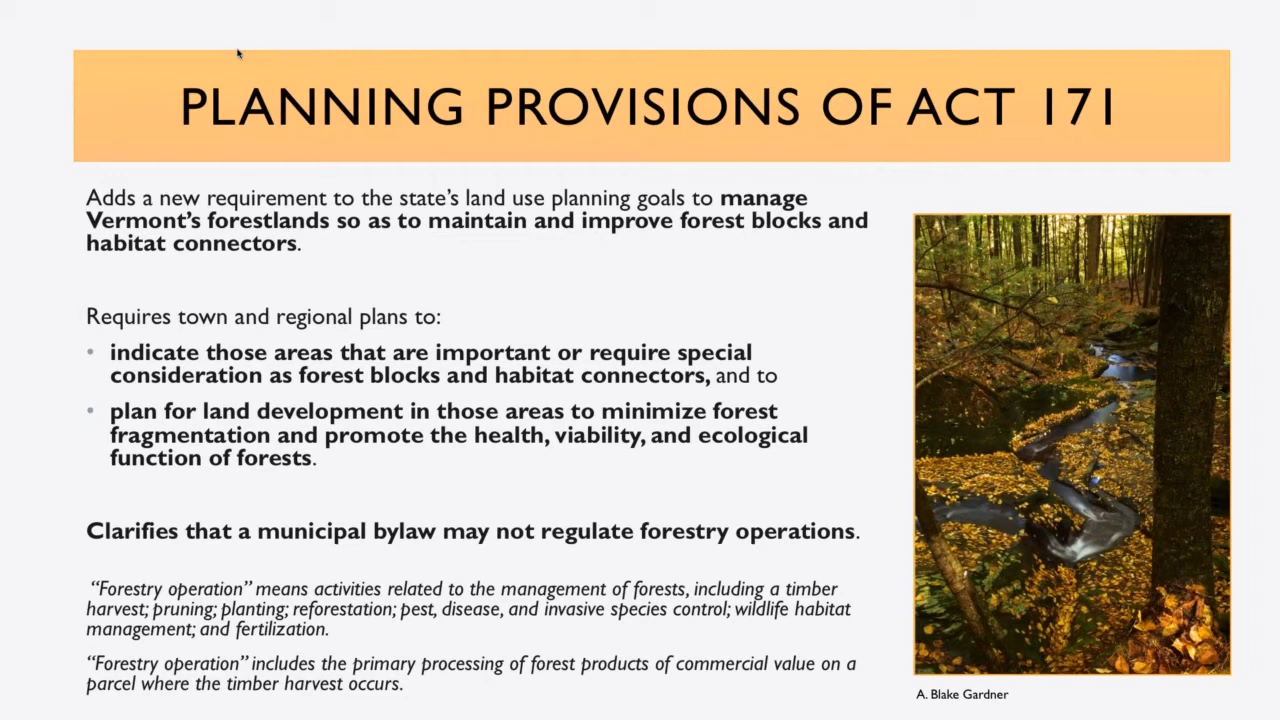 PLANNING PROVISIONS OF ACT 171
Adds a new requirement to the state’s land use planning goals to manage
Vermont’s forestlands so as to maintain and improve forest blocks and
habitat connectors.
Requires town and regional plans to:
• indicate those areas that are important or require special
consideration as forest blocks and habitat connectors, and to
• plan for land development in those areas to minimize forest
fragmentation and promote the health, viability, and ecological
function of forests.
Clarifies that a municipal bylaw may not regulate forestry operations.
“Forestry operation” means activities related to the management of forests, including a timber
harvest; pruning; planting; reforestation; pest, disease, and invasive species control; wildlife habitat
management; and fertilization.
“Forestry operation” includes the primary processing of forest products of commercial value on a
parcel where the timber harvest occurs.
A. Blake Gardner